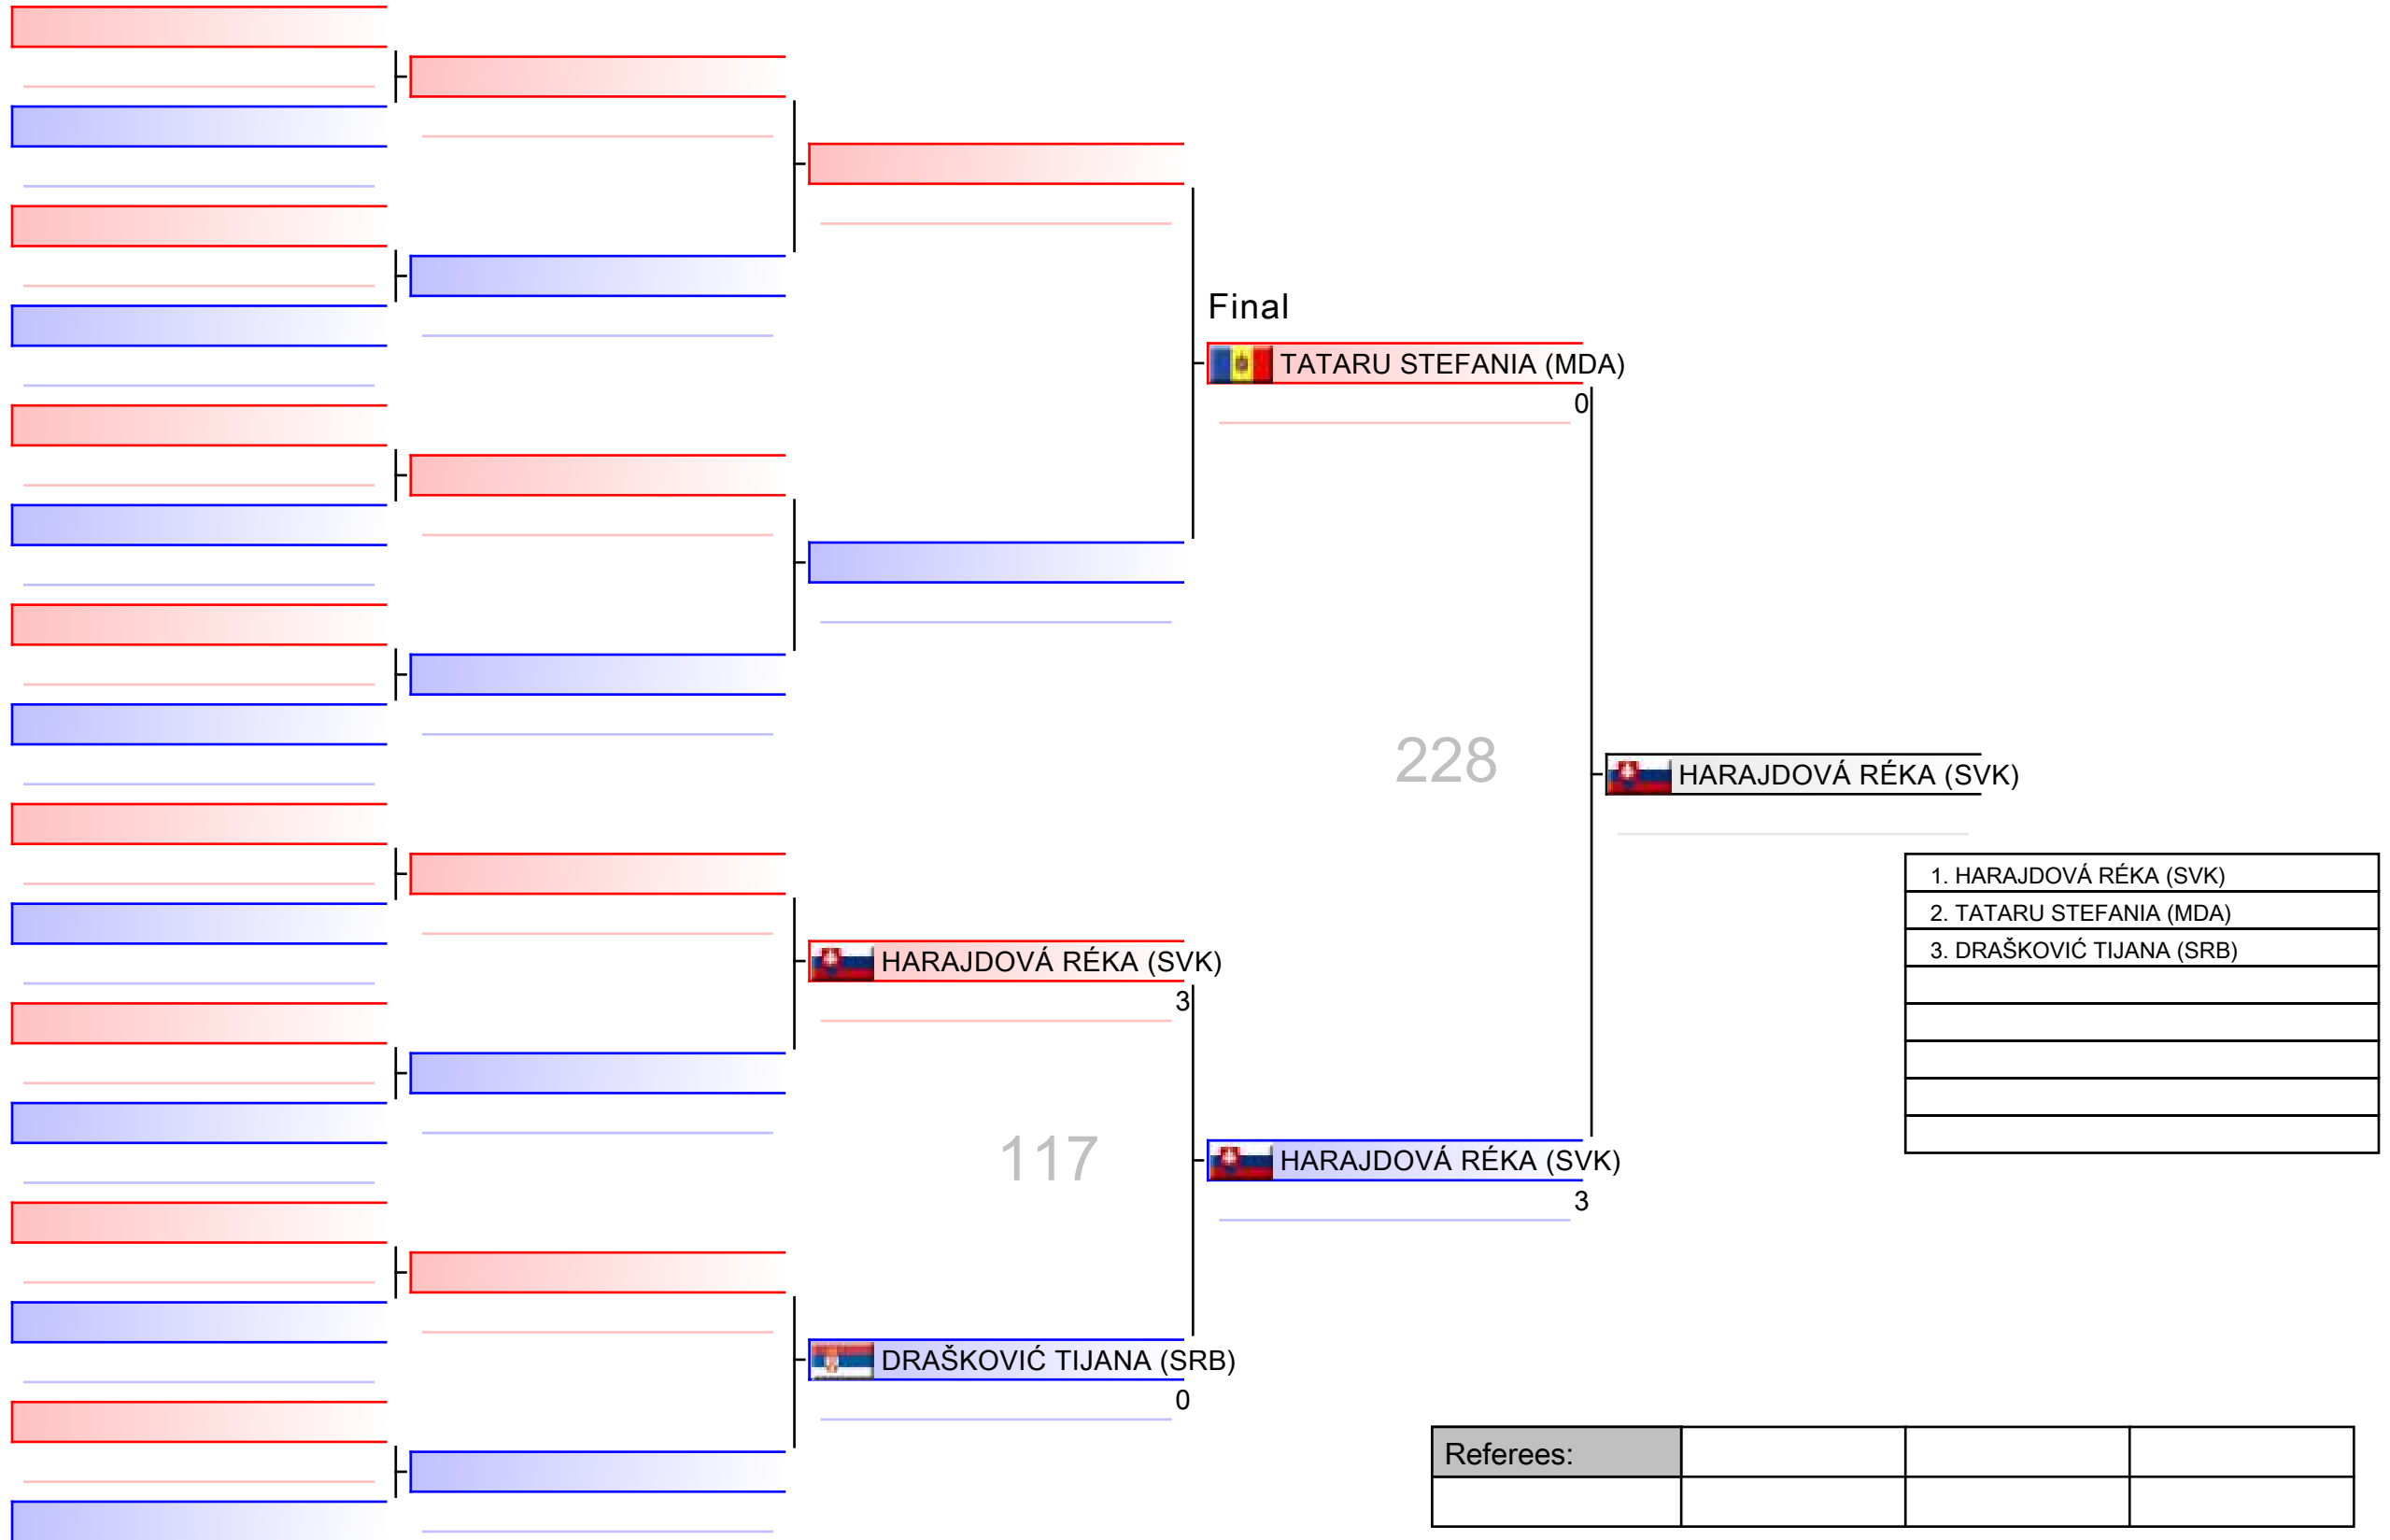 Final
TATARU STEFANIA (MDA)
0
228
HARAJDOVÁ RÉKA (SVK)
1. HARAJDOVÁ RÉKA (SVK)
2. TATARU STEFANIA (MDA)
3. DRAŠKOVIĆ TIJANA (SRB)
HARAJDOVÁ RÉKA (SVK)
3
117
HARAJDOVÁ RÉKA (SVK)
3
DRAŠKOVIĆ TIJANA (SRB)
0
Referees: